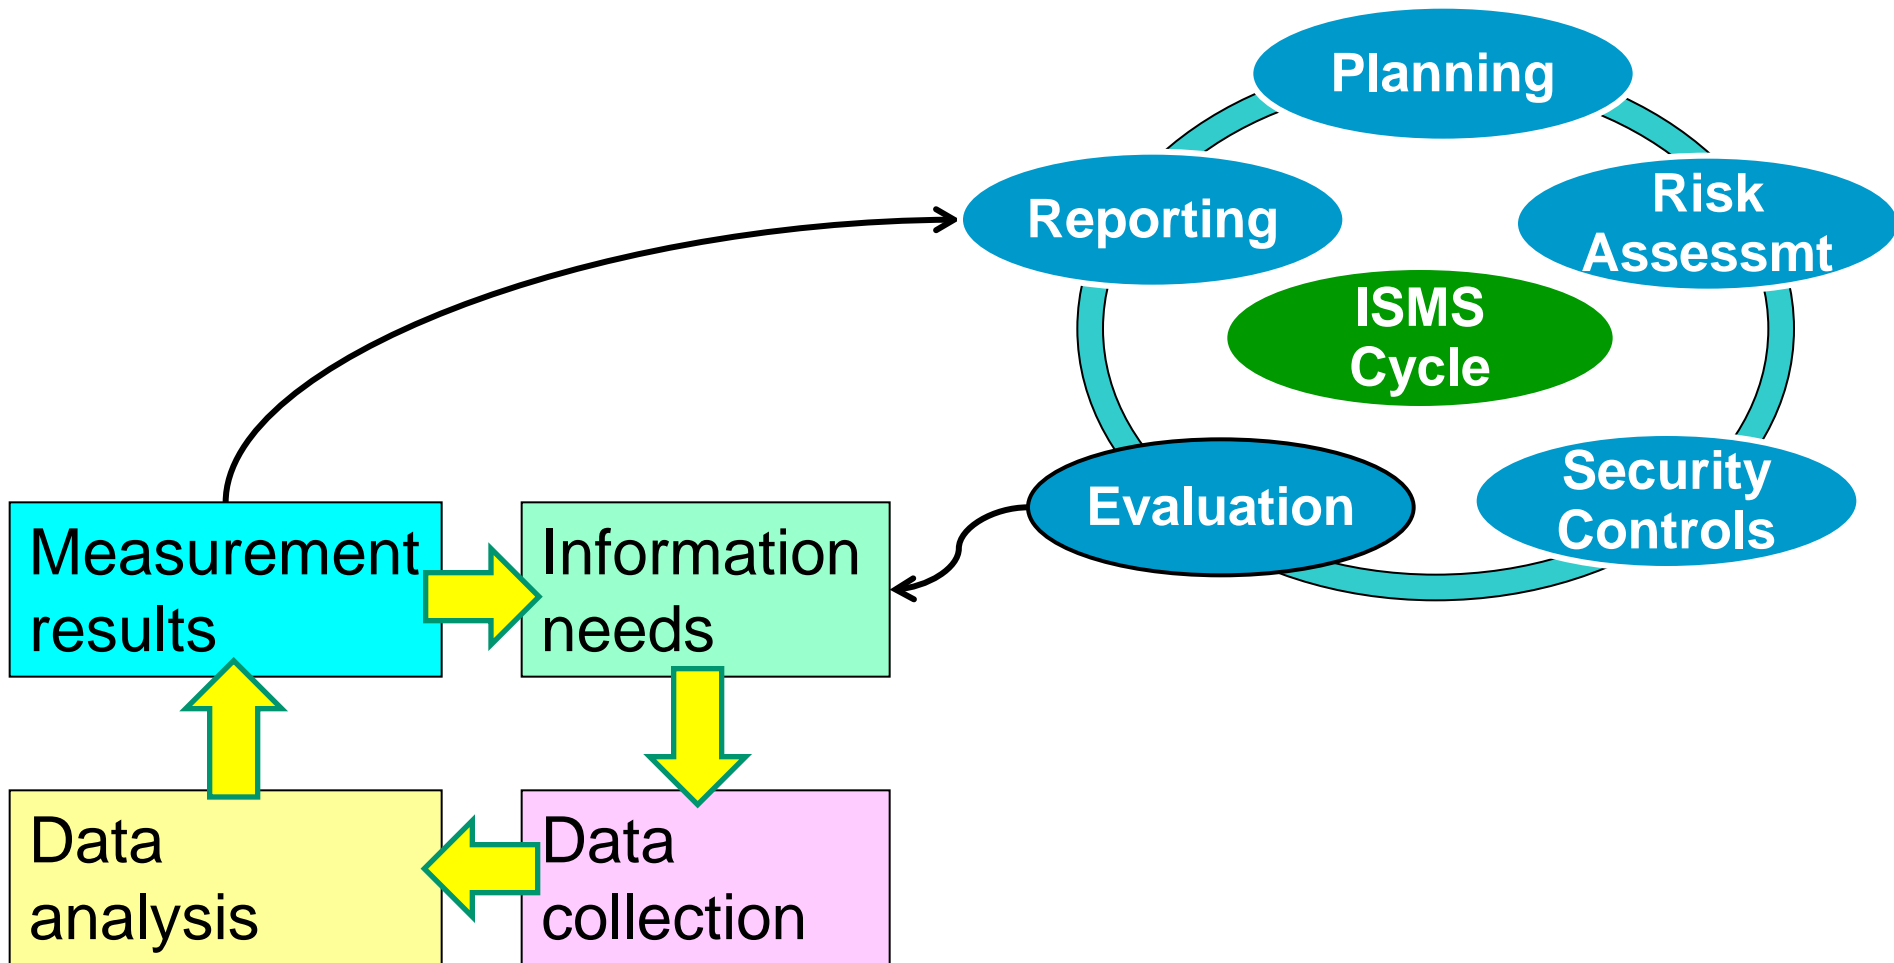 Planning
Reporting
Risk
Assessmt
ISMS
Cycle
Evaluation
Security
Controls
Measurement
results
Information
needs
Data
analysis
Data
collection